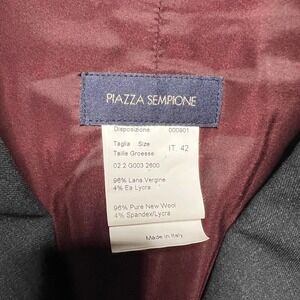 PIAZZA SEMPIONE
Disposizione 000901
Taglia Size
Taille Groesse IT. 42
02 2 G003 2600
96% Lana Vergine
4% Ea Lycra
96% Pure New Wool
4% Spandex/Lycra
Made in Italy